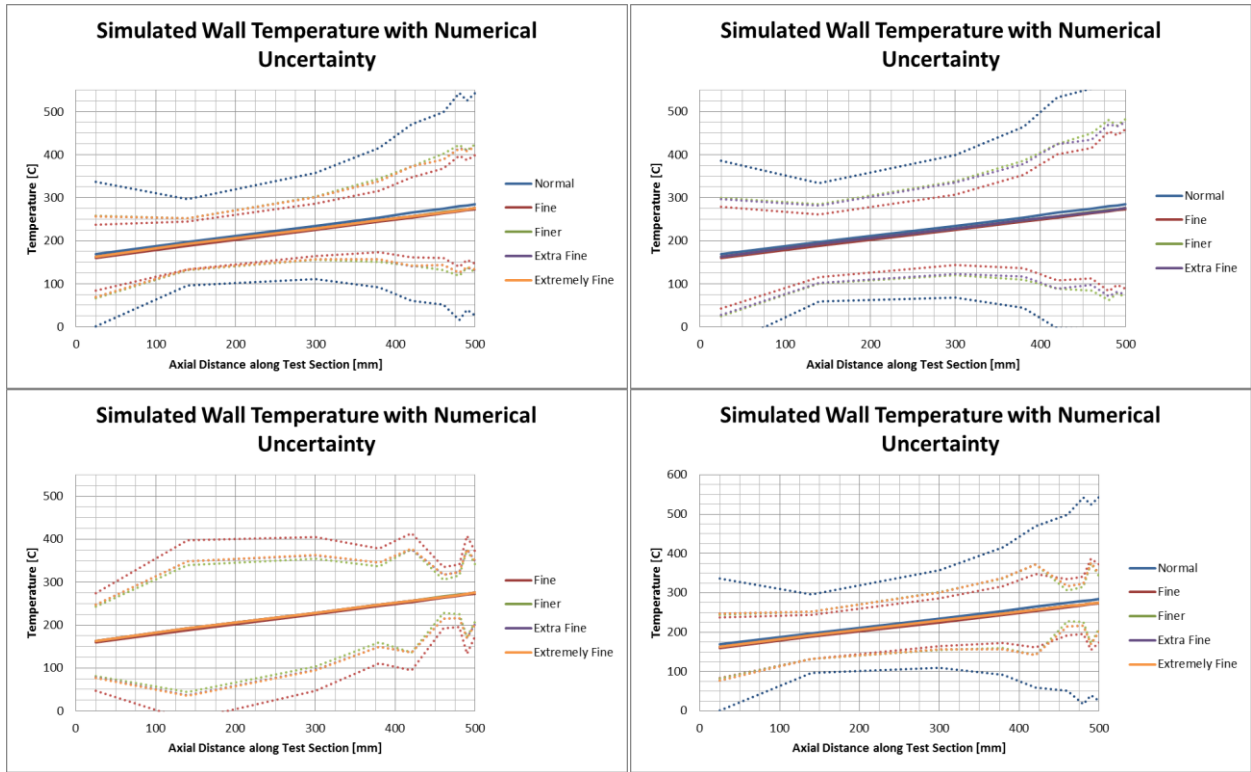 Simulated Wall Temperature with Numerical
Uncertainty
Temperature [C]
500
400
300
200
100
0
0 100 200 300 400 500
Axial Distance along Test Section [mm]
Normal
Fine
Finer
Extra Fine
Extremely Fine
Simulated Wall Temperature with Numerical
Uncertainty
Temperature [C]
500
400
300
200
100
0
0 100 200 300 400 500
Axial Distance along Test Section [mm]
Normal
Fine
Finer
Extra Fine
Simulated Wall Temperature with Numerical
Uncertainty
Temperature [C]
500
400
300
200
100
0
0 100 200 300 400 500
Axial Distance along Test Section [mm]
Fine
Finer
Extra Fine
Extremely Fine
Simulated Wall Temperature with Numerical
Uncertainty
Temperature [C]
600
500
400
300
200
100
0
0 100 200 300 400 500
Axial Distance along Test Section [mm]
Normal
Fine
Finer
Extra Fine
Extremely Fine